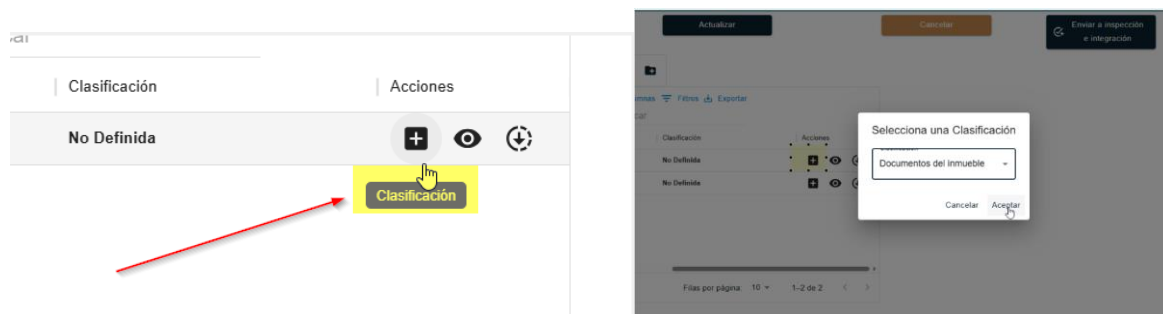 Clasificación
Acciones
No Definida
Clasificación
Actualizar
Cancelar
Enviar a inspección
e integración
Filtros
Exportar
Clasificación
Acciones
No Definida
No Definida
Selecciona una Clasificación
Documentos del Inmueble
Cancelar
Aceptar
Filas por página: 10
1–2 de 2